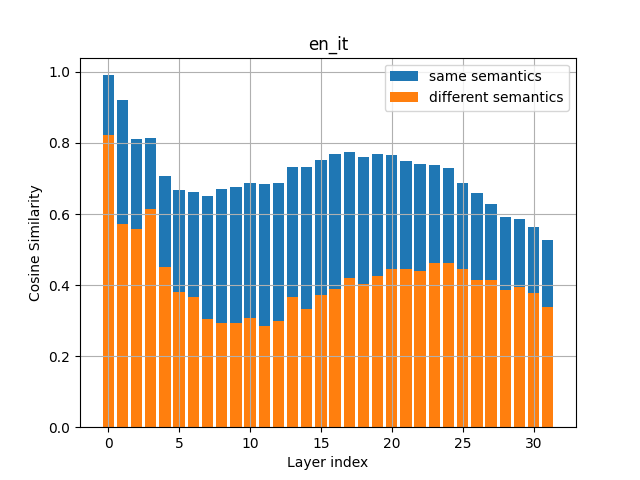 en_it
same semantics
different semantics
Cosine Similarity
1.0
0.8
0.6
0.4
0.2
0.0
0 5 10 15 20 25 30
Layer index